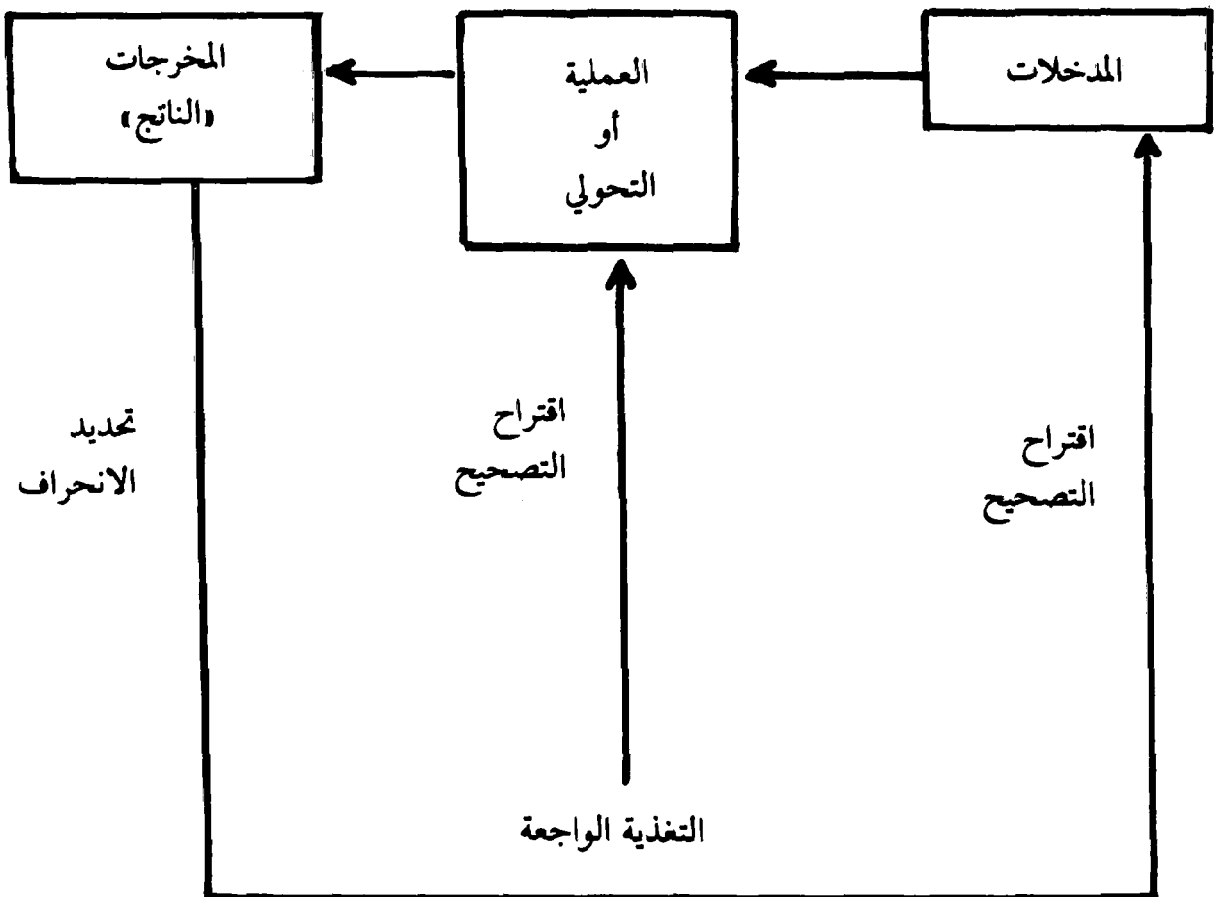 المدخلات
العملية
أو
التحولي
المخرجات
«الناتج»
اقتراح
التصحيح
اقتراح
التصحيح
تحديد
الانحراف
التغذية الواجعة